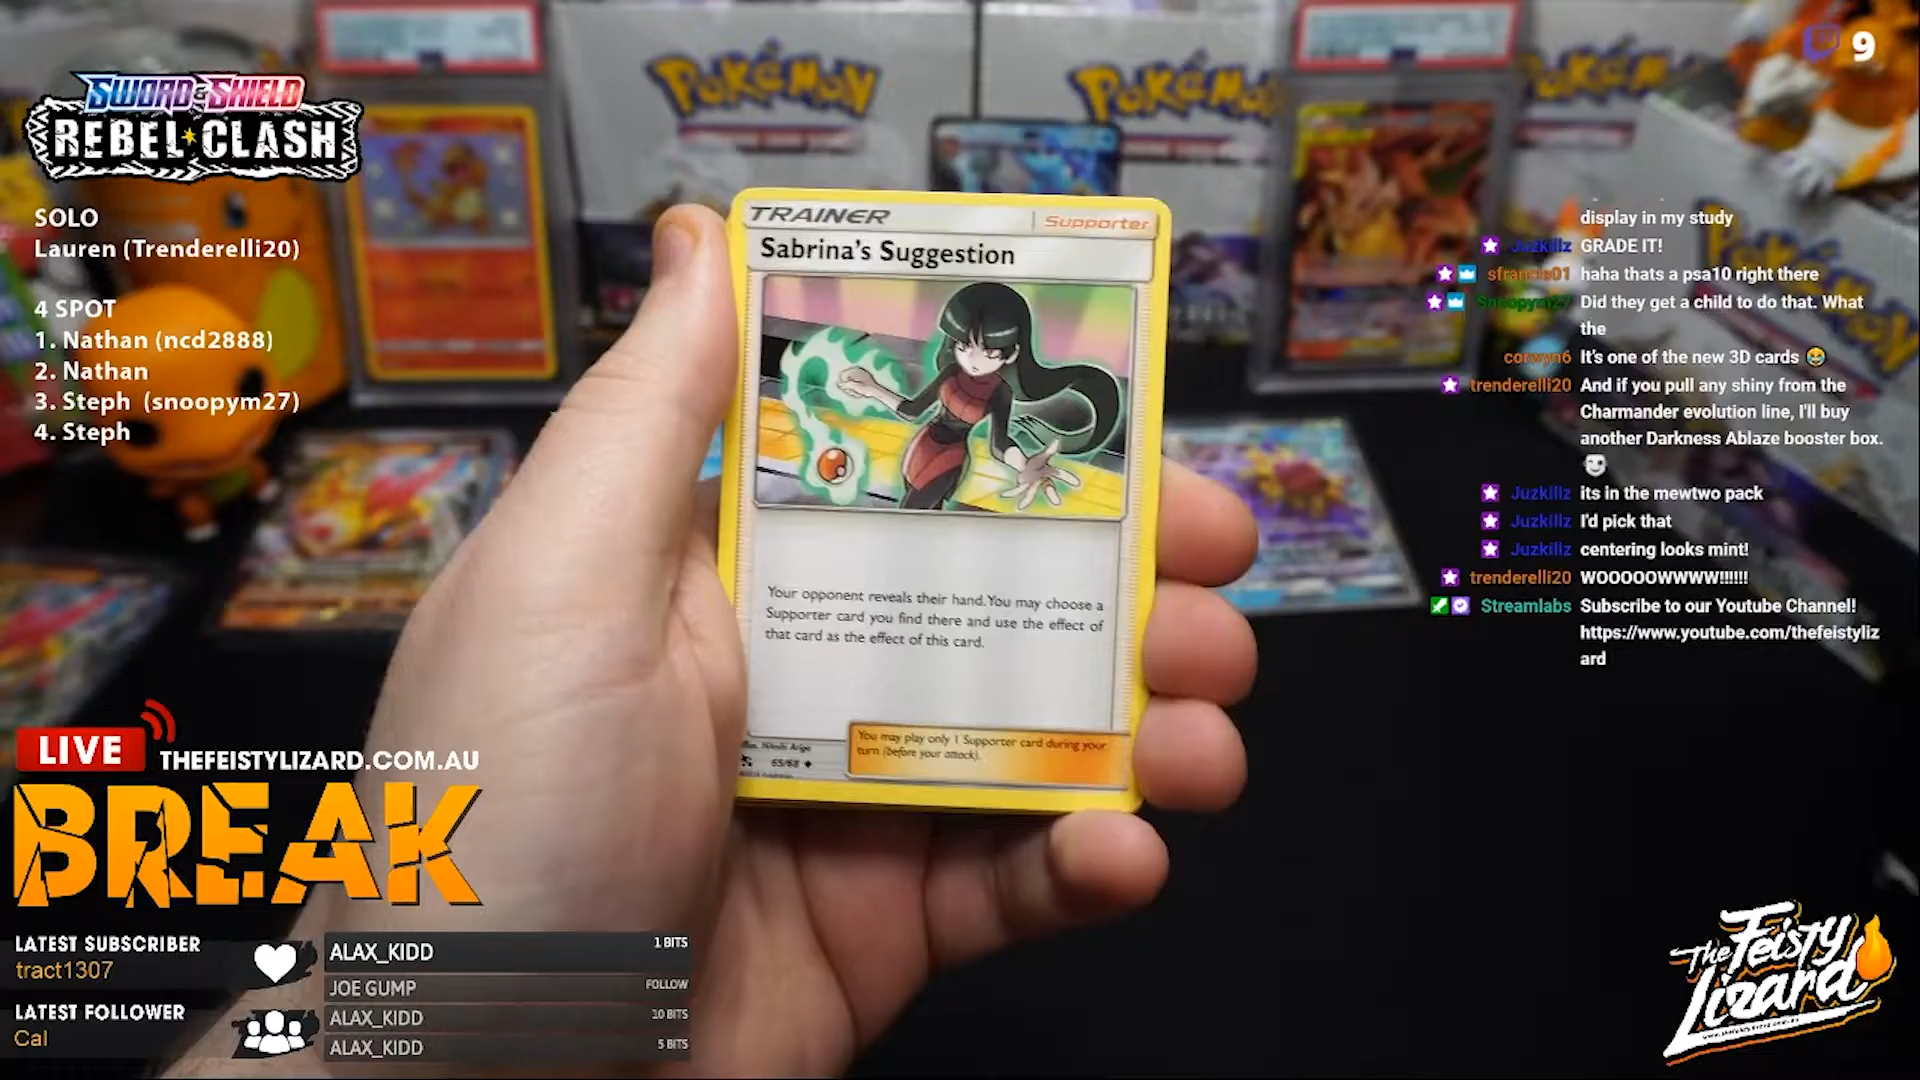 SWORD & SHIELD
REBEL CLASH
SOLO
Lauren (Trenderelli20)
4 SPOT
1. Nathan (ncd2888)
2. Nathan
3. Steph (snoopym27)
4. Steph
Pokémon
Pokémon
Pokémon
9
TRAINER
Supporter
Sabrina's Suggestion
Your opponent reveals their hand. You may choose a
Supporter card you find there and use the effect of
that card as the effect of this card.
You may play only 1 Supporter card during your
turn (before your attack).
65/68
display in my study
Juzkillz GRADE IT!
sfrancis01 haha thats a psa10 right there
Snoopym27 Did they get a child to do that. What
the
corwyn6 It's one of the new 3D cards
trenderelli20 And if you pull any shiny from the
Charmander evolution line, I'll buy
another Darkness Ablaze booster box.
Juzkillz its in the mewtwo pack
Juzkillz I'd pick that
Juzkillz centering looks mint!
trenderelli20 WOOOOOWWWW!!!!!!
Streamlabs Subscribe to our Youtube Channel!
https://www.youtube.com/thefeistyliz
ard
LIVE
THEFEISTYLIZARD.COM.AU
BREAK
LATEST SUBSCRIBER
tract1307
LATEST FOLLOWER
Cal
ALAX_KIDD 1 BITS
JOE GUMP FOLLOW
ALAX_KIDD 10 BITS
ALAX_KIDD 5 BITS
The Feisty
Lizard